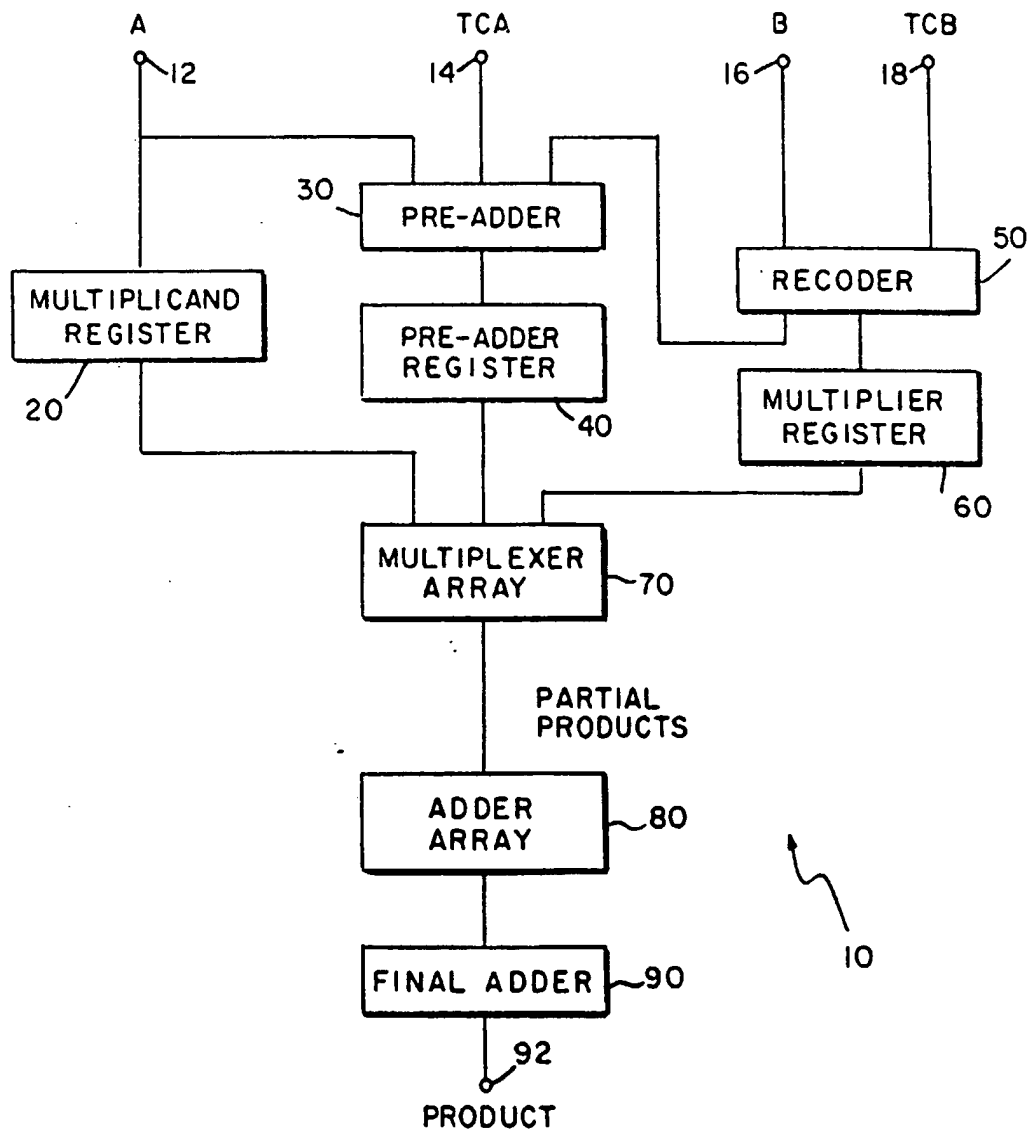 A
TCA
B
TCB
12
14
16
18
30
PRE-ADDER
50
RECODER
MULTIPLICAND
REGISTER
20
PRE-ADDER
REGISTER
40
MULTIPLIER
REGISTER
60
MULTIPLEXER
ARRAY
70
PARTIAL
PRODUCTS
ADDER
ARRAY
80
10
FINAL ADDER
90
92
PRODUCT